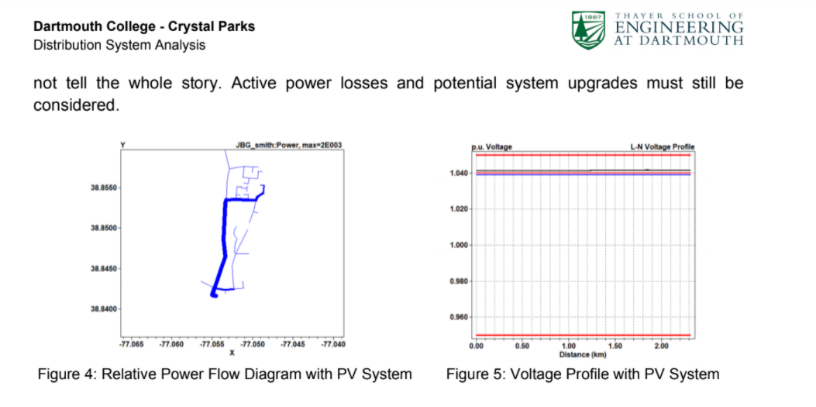 Dartmouth College - Crystal Parks
Distribution System Analysis
1867
THAYER SCHOOL OF
ENGINEERING
AT DARTMOUTH
not tell the whole story. Active power losses and potential system upgrades must still be
considered.
Y
JBG_smith:Power, max=2E003
38.8550
38.8500
38.8450
38.8400
-77.065 -77.060 -77.055 -77.050 -77.045 -77.040
X
p.u. Voltage
L-N Voltage Profile
1.040
1.020
1.000
0.980
0.960
0.00 0.50 1.00 1.50 2.00
Distance (km)
Figure 4: Relative Power Flow Diagram with PV System
Figure 5: Voltage Profile with PV System